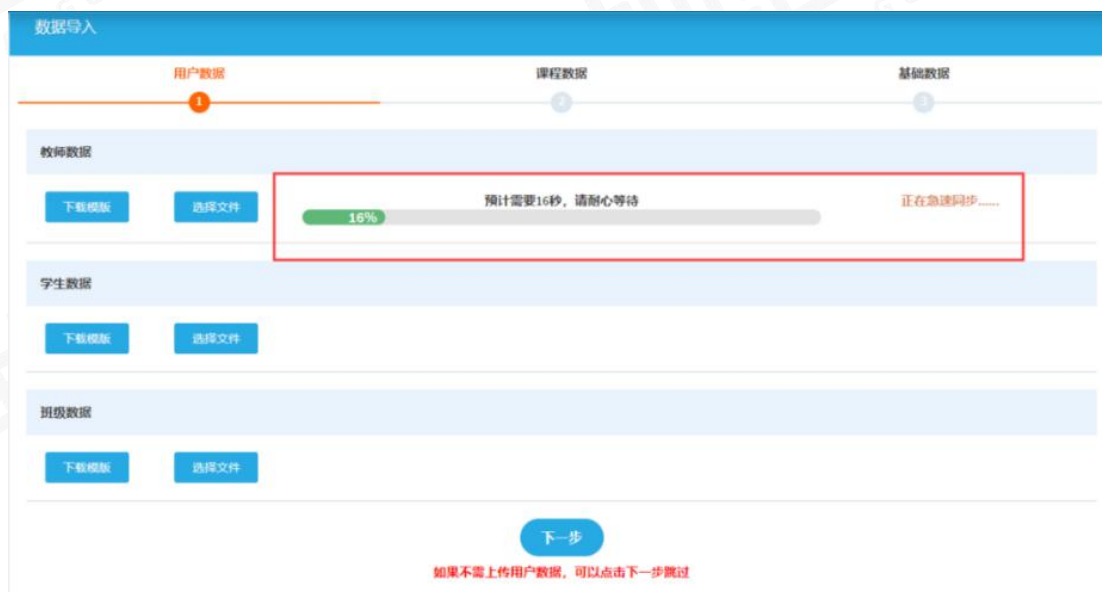 数据导入
用户数据 课程数据 基础数据
1 2 3
教师数据
下载模版 选择文件 预计需要16秒，请耐心等待 正在急速同步......
16%
学生数据
下载模版 选择文件
班级数据
下载模版 选择文件
下一步
如果不需上传用户数据，可以点击下一步跳过